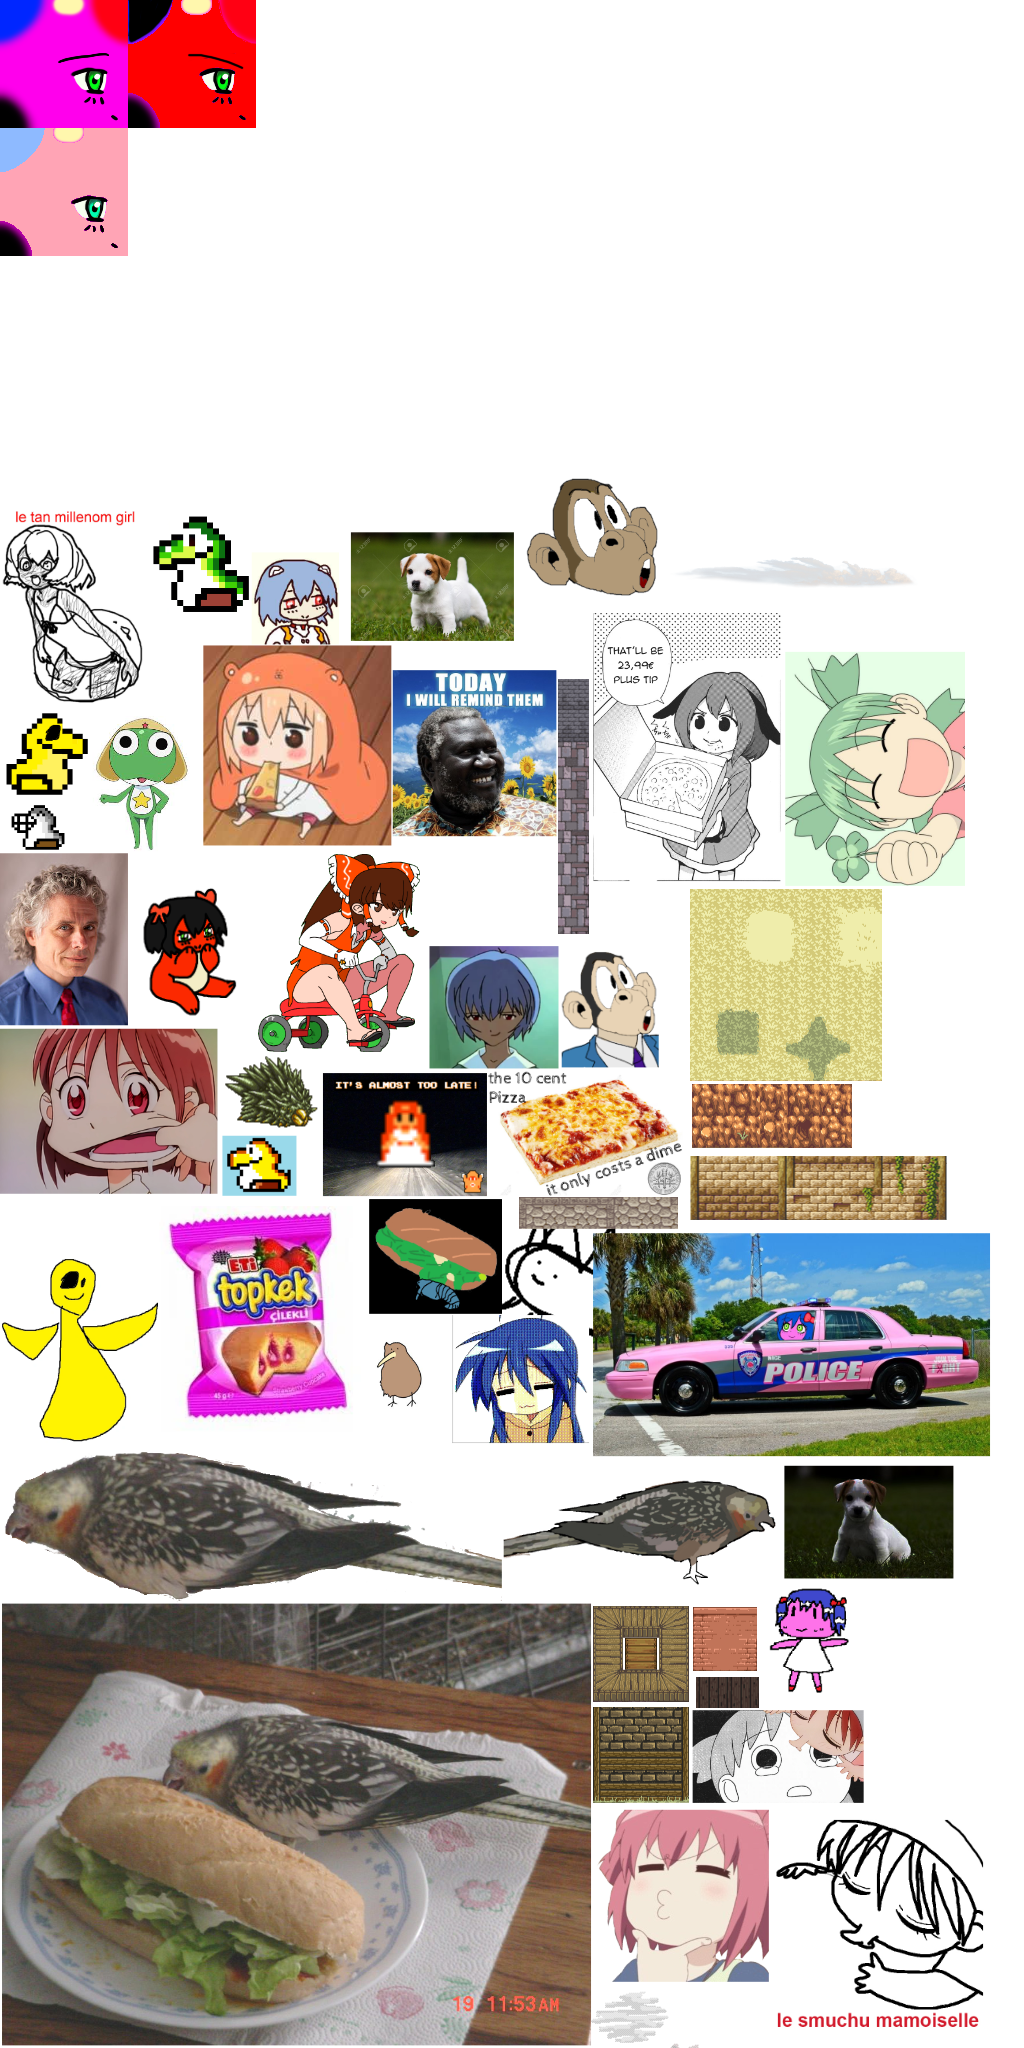 le tan millenom girl
TODAY
I WILL REMIND THEM
THAT'LL BE
23,99€
PLUS TIP
IT'S ALMOST TOO LATE!
the 10 cent
Pizza
it only costs a dime
ETi
topkek
ÇİLEKLİ
POLICE
19 11:53AM
le smuchu mamoiselle